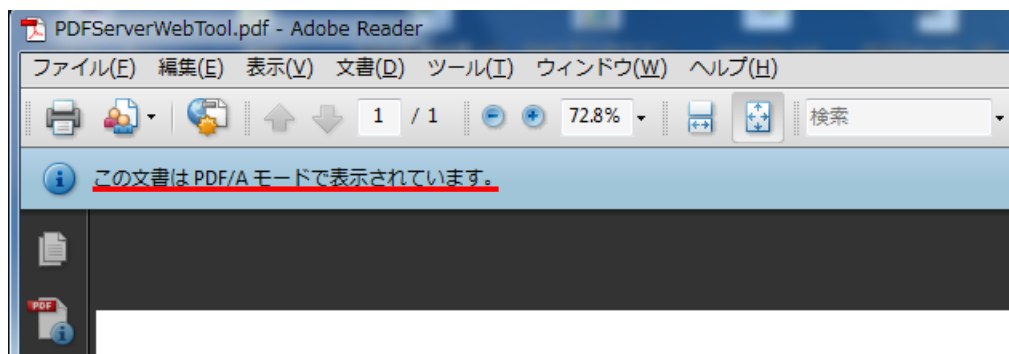 PDFServerWebTool.pdf - Adobe Reader
ファイル(F) 編集(E) 表示(V) 文書(D) ツール(T) ウィンドウ(W) ヘルプ(H)
1 / 1 72.8% 検索
この文書は PDF/A モードで表示されています。
PDF